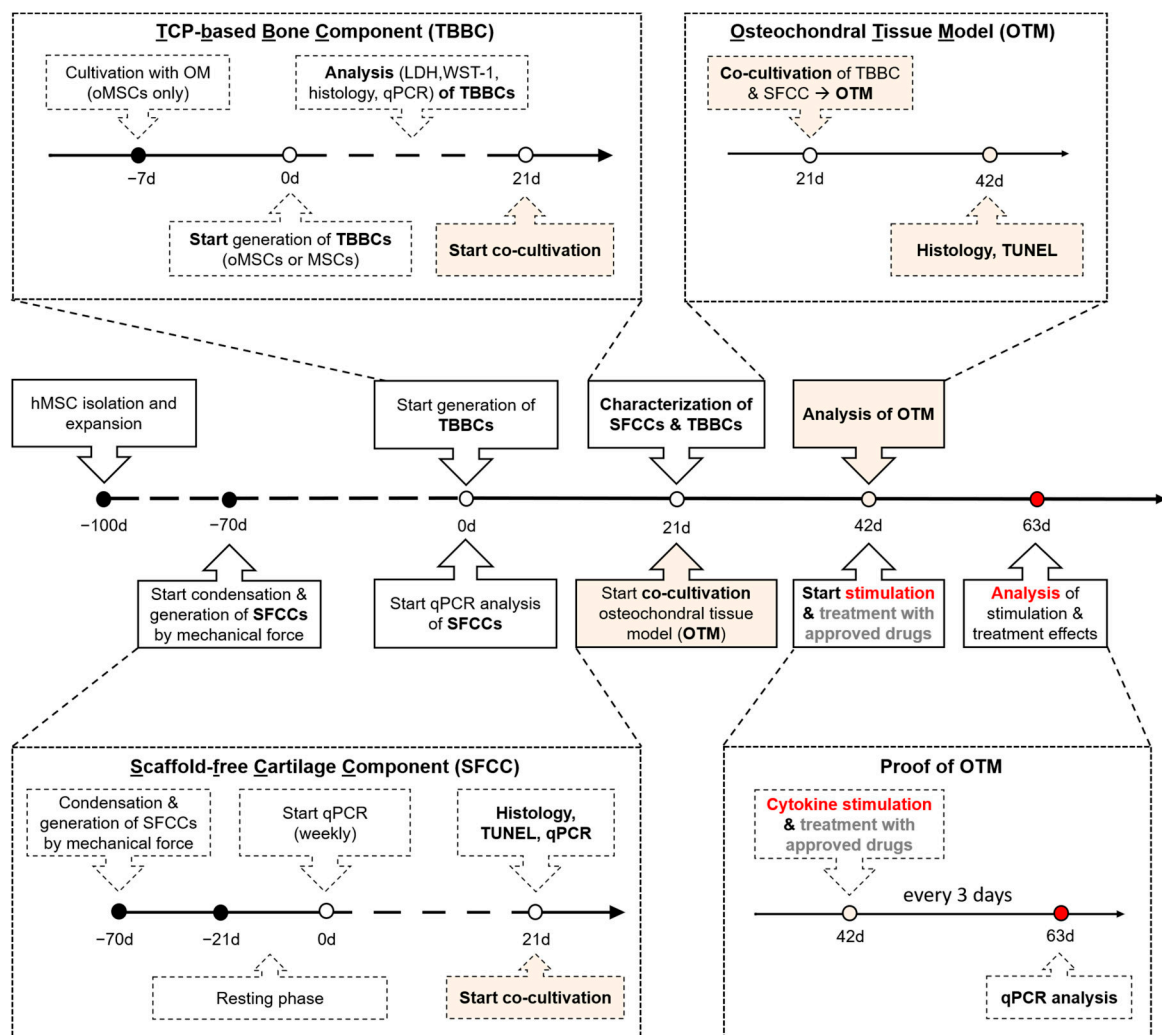 TCP-based Bone Component (TBBC)
Cultivation with OM
(oMSCs only)
Analysis (LDH,WST-1,
histology, qPCR) of TBBCs
−7d
0d
21d
Start generation of TBBCs
(oMSCs or MSCs)
Start co-cultivation
Osteochondral Tissue Model (OTM)
Co-cultivation of TBBC
& SFCC → OTM
21d
42d
Histology, TUNEL
hMSC isolation and
expansion
Start generation of
TBBCs
Characterization of
SFCCs & TBBCs
Analysis of OTM
−100d
−70d
0d
21d
42d
63d
Start condensation &
generation of SFCCs
by mechanical force
Start qPCR analysis
of SFCCs
Start co-cultivation
osteochondral tissue
model (OTM)
Start stimulation
& treatment with
approved drugs
Analysis of
stimulation &
treatment effects
Scaffold-free Cartilage Component (SFCC)
Condensation &
generation of SFCCs
by mechanical force
Start qPCR
(weekly)
Histology,
TUNEL, qPCR
−70d
−21d
0d
21d
Resting phase
Start co-cultivation
Proof of OTM
Cytokine stimulation
& treatment with
approved drugs
every 3 days
42d
63d
qPCR analysis